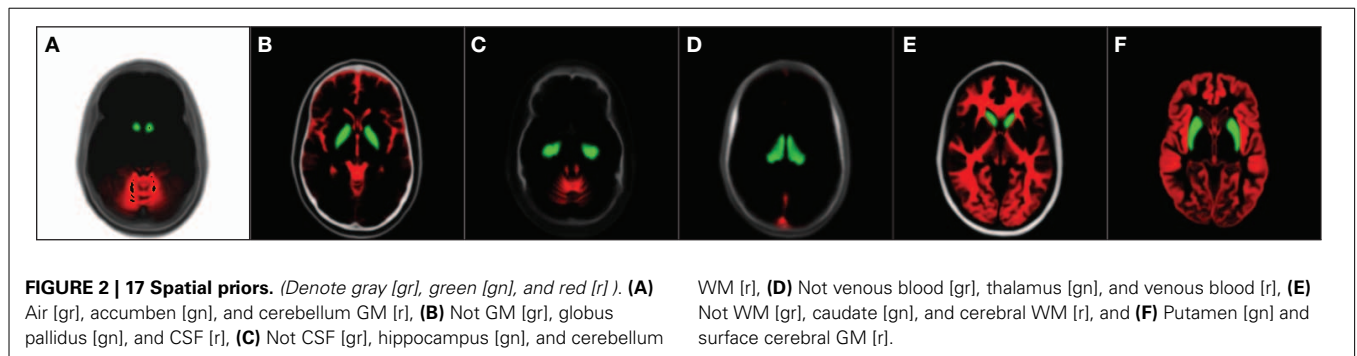 A
B
C
D
E
F
FIGURE 2 | 17 Spatial priors. (Denote gray [gr], green [gn], and red [r] ). (A)
Air [gr], accumben [gn], and cerebellum GM [r], (B) Not GM [gr], globus
pallidus [gn], and CSF [r], (C) Not CSF [gr], hippocampus [gn], and cerebellum
WM [r], (D) Not venous blood [gr], thalamus [gn], and venous blood [r], (E)
Not WM [gr], caudate [gn], and cerebral WM [r], and (F) Putamen [gn] and
surface cerebral GM [r].